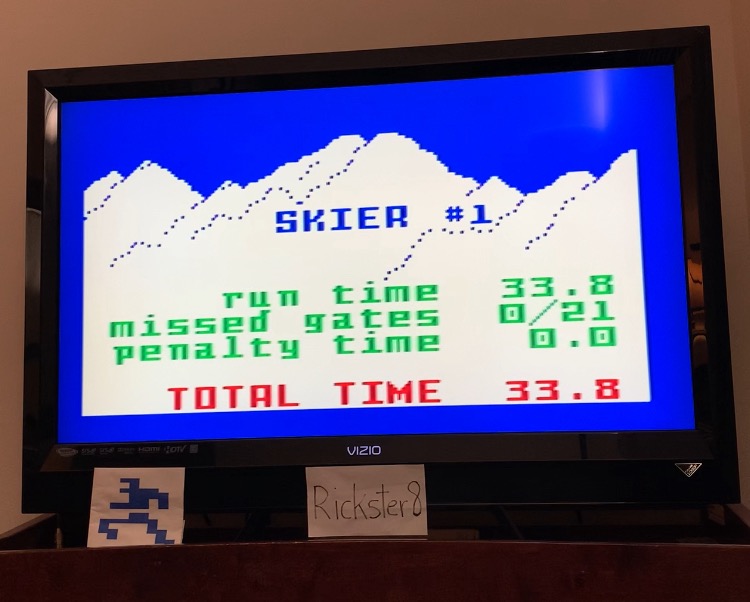 SKIER #1
run time 33.8
missed gates 0/21
penalty time 0.0
TOTAL TIME 33.8
VIZIO
Rickster8